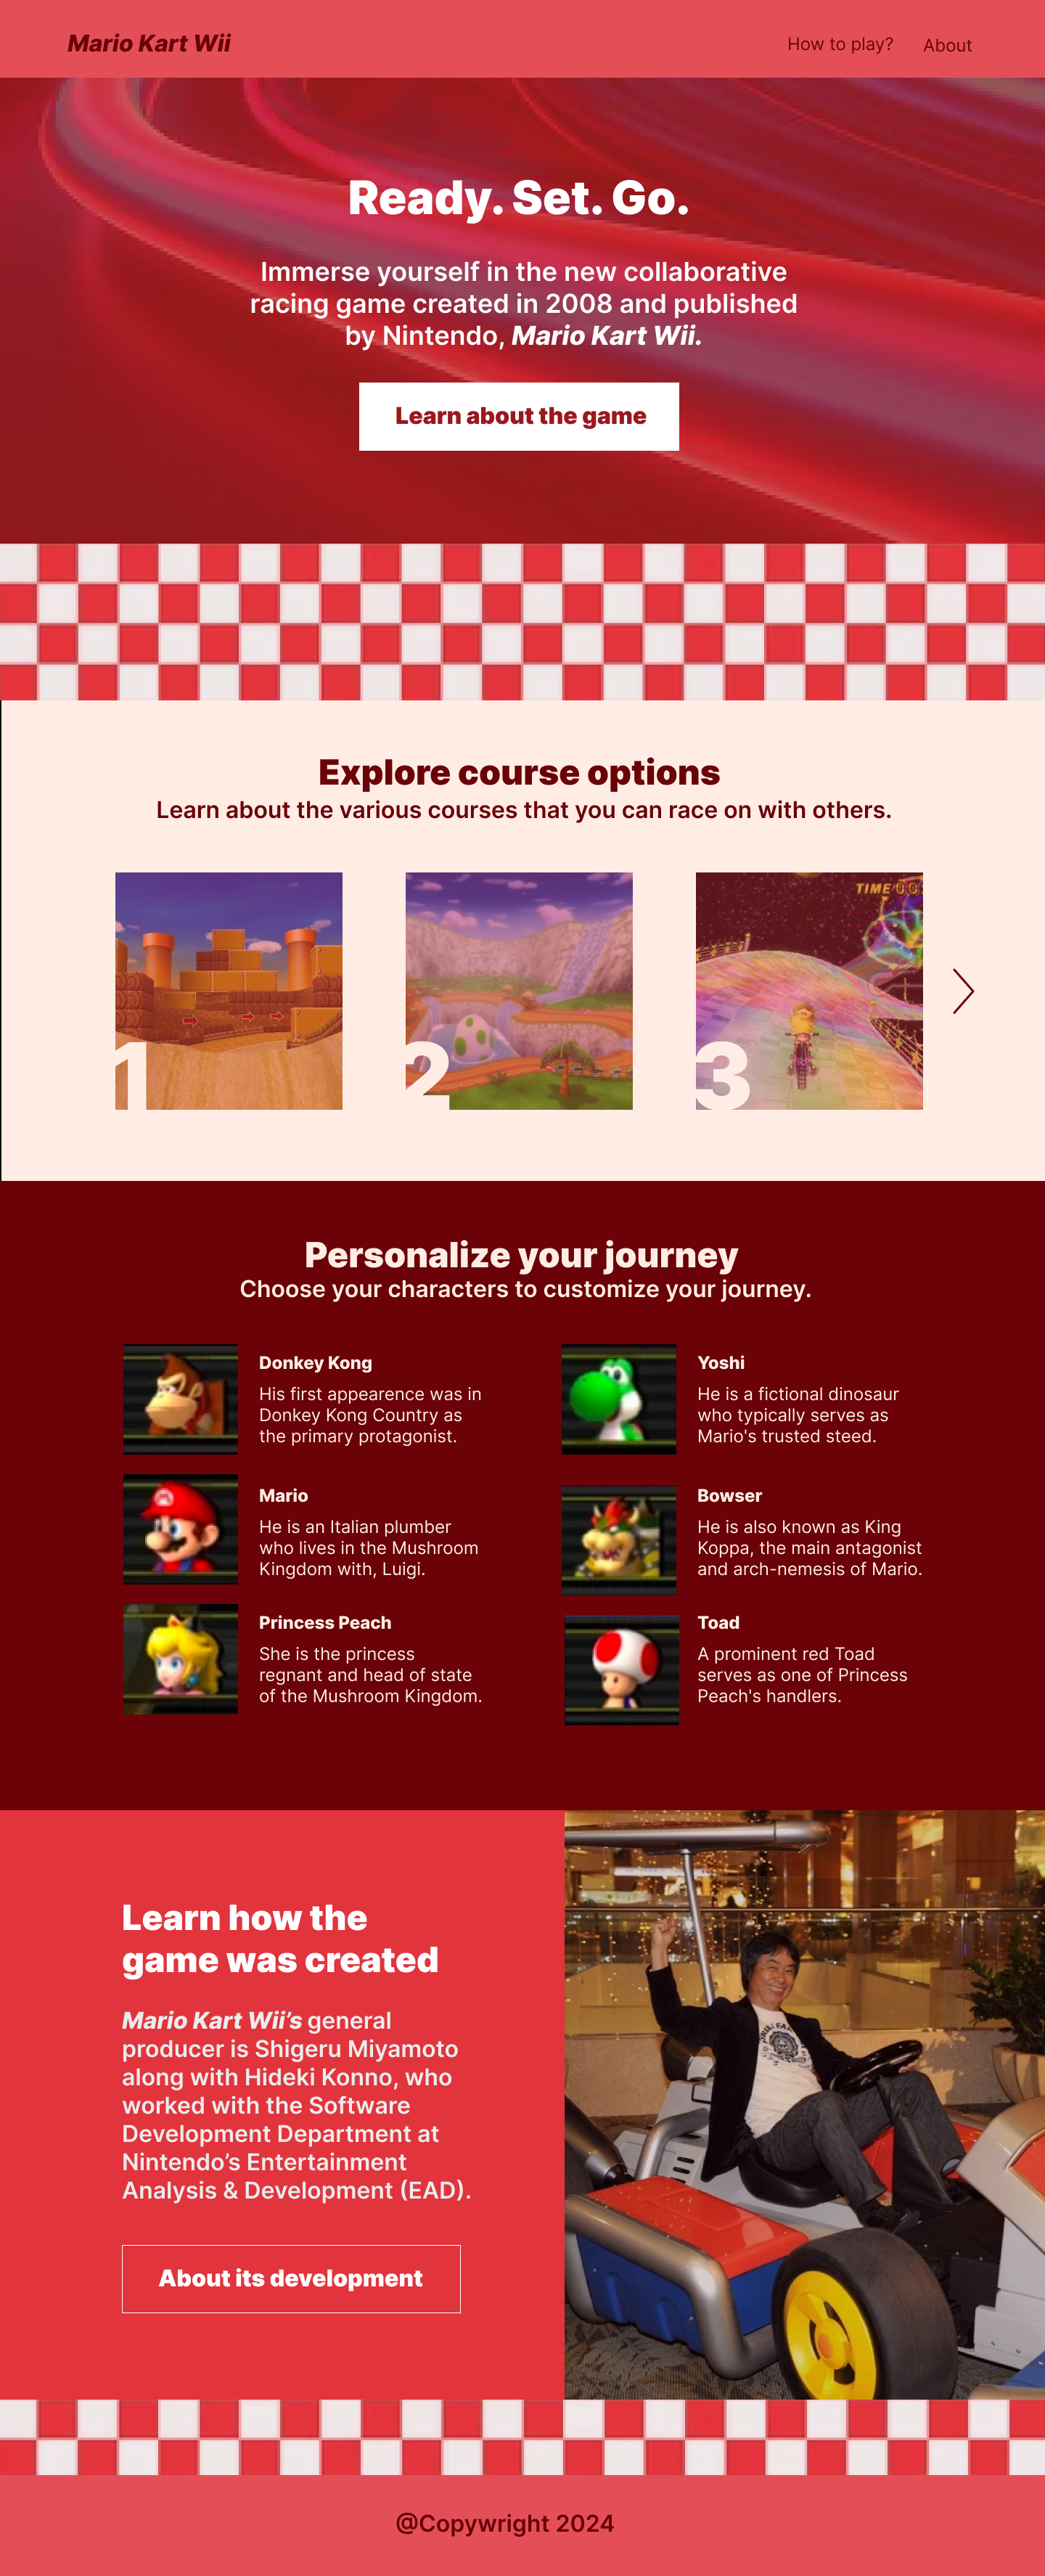 Mario Kart Wii
How to play?
About
Ready. Set. Go.
Immerse yourself in the new collaborative
racing game created in 2008 and published
by Nintendo, Mario Kart Wii.
Learn about the game
Explore course options
Learn about the various courses that you can race on with others.
1
2
TIME
3
Personalize your journey
Choose your characters to customize your journey.
Donkey Kong
His first appearence was in
Donkey Kong Country as
the primary protagonist.
Yoshi
He is a fictional dinosaur
who typically serves as
Mario's trusted steed.
Mario
He is an Italian plumber
who lives in the Mushroom
Kingdom with, Luigi.
Bowser
He is also known as King
Koppa, the main antagonist
and arch-nemesis of Mario.
Princess Peach
She is the princess
regnant and head of state
of the Mushroom Kingdom.
Toad
A prominent red Toad
serves as one of Princess
Peach's handlers.
Learn how the
game was created
Mario Kart Wii’s general
producer is Shigeru Miyamoto
along with Hideki Konno, who
worked with the Software
Development Department at
Nintendo’s Entertainment
Analysis & Development (EAD).
About its development
@Copywright 2024